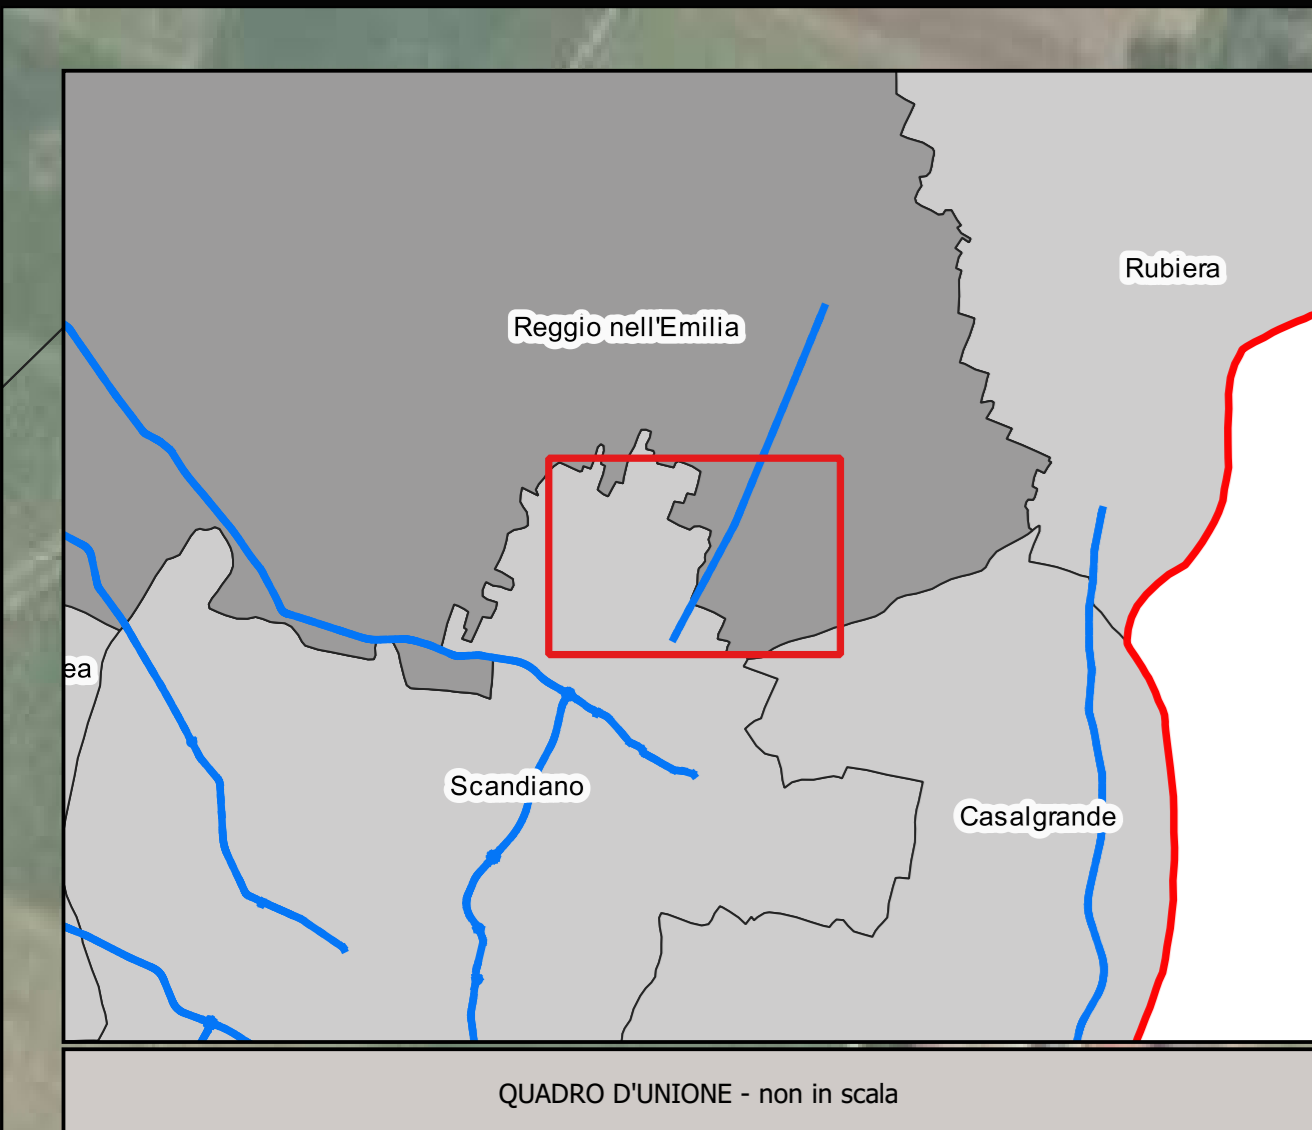 Rubiera
Reggio nell'Emilia
ea
Scandiano
Casalgrande
QUADRO D'UNIONE - non in scala